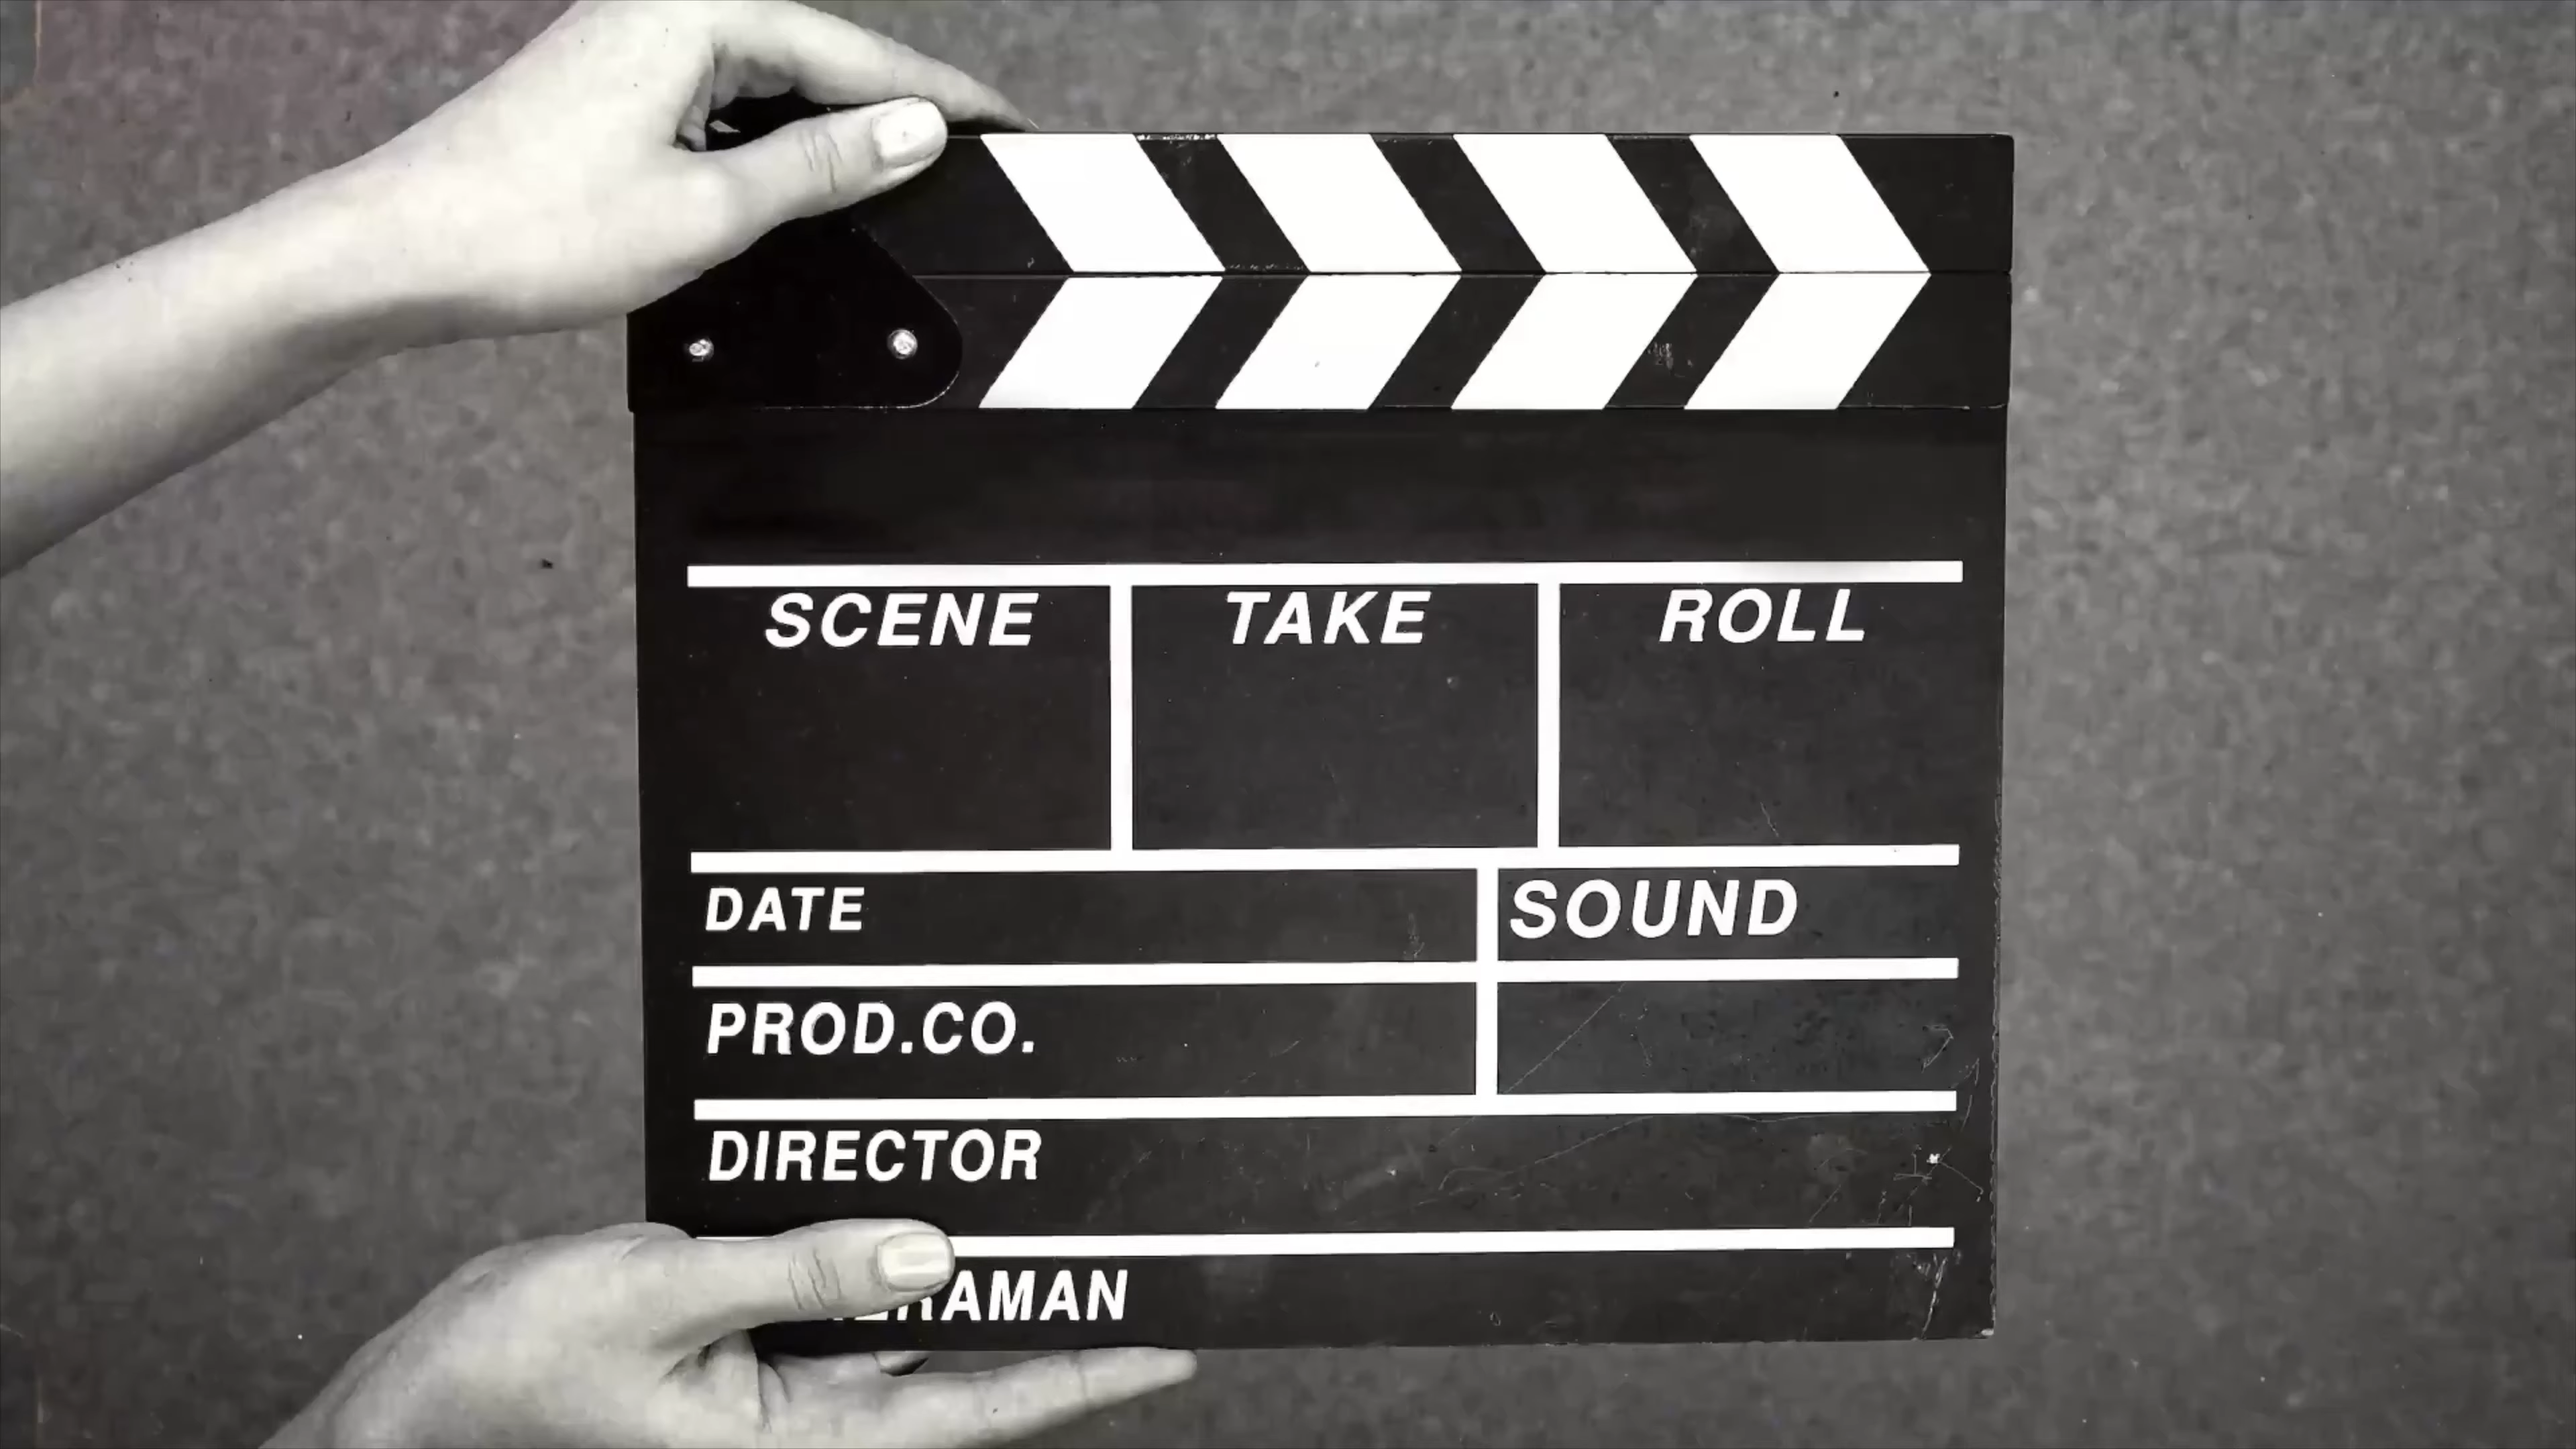 SCENE TAKE ROLL
DATE SOUND
PROD.CO.
DIRECTOR